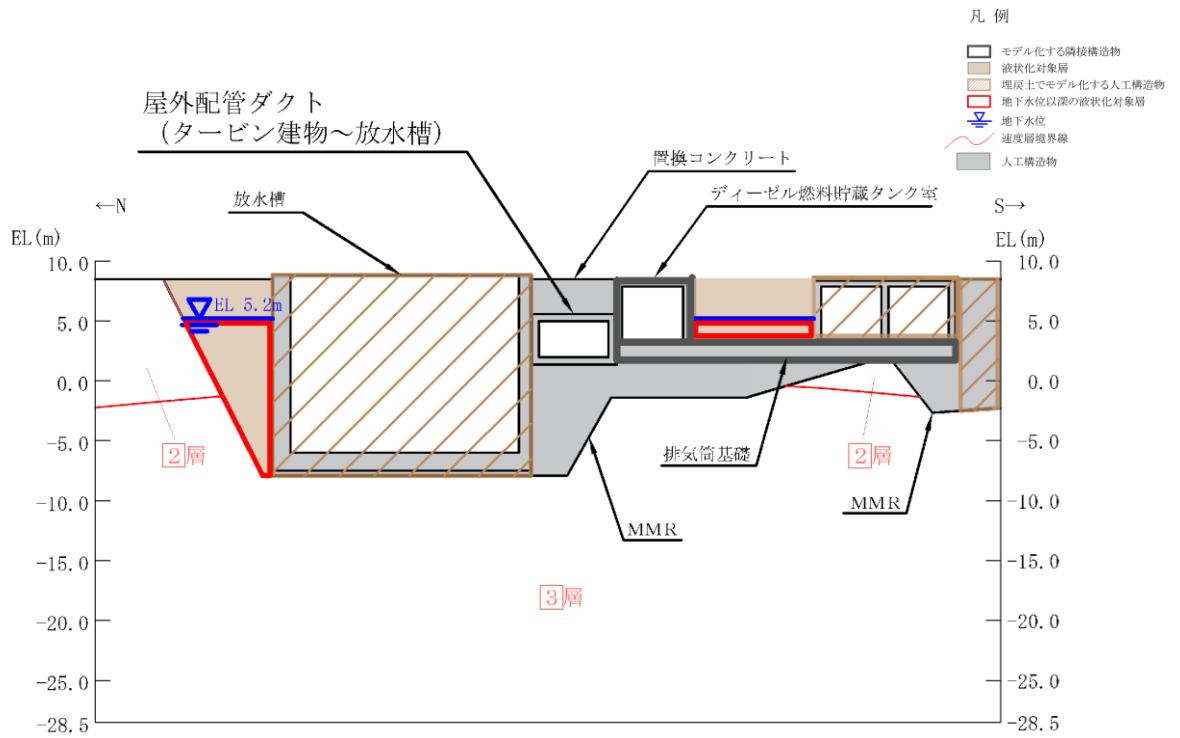 凡 例
モデル化する隣接構造物
液状化対象層
埋戻土でモデル化する人工構造物
地下水位以深の液状化対象層
地下水位
速度層境界線
人工構造物
屋外配管ダクト
(タービン建物~放水槽)
置換コンクリート
放水槽
ディーゼル燃料貯蔵タンク室
←N
S→
EL(m)
EL(m)
10.0
10.0
EL 5.2m
5.0
5.0
0.0
0.0
-5.0
-5.0
2層
排気筒基礎
2層
-10.0
MMR
-10.0
MMR
-15.0
-15.0
3層
-20.0
-20.0
-25.0
-25.0
-28.5
-28.5